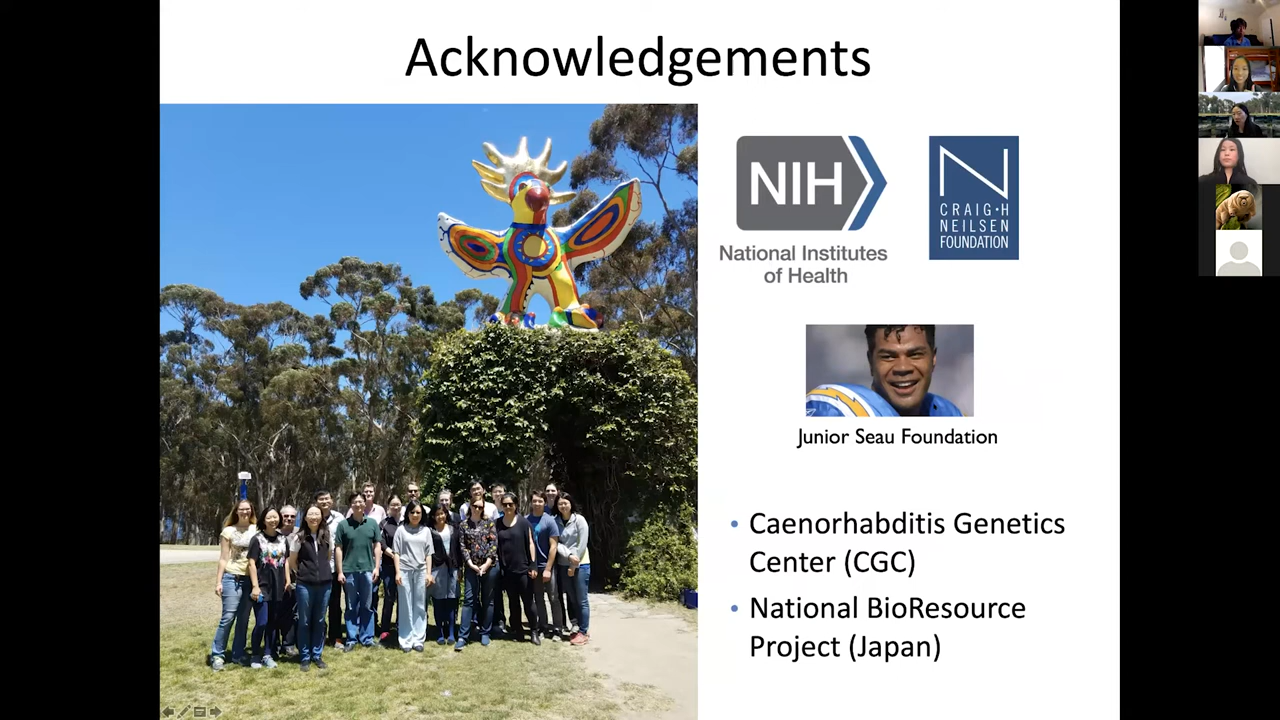 Acknowledgements
NIH
National Institutes
of Health
N
CRAIG·H
NEILSEN
FOUNDATION
Junior Seau Foundation
• Caenorhabditis Genetics
Center (CGC)
• National BioResource
Project (Japan)